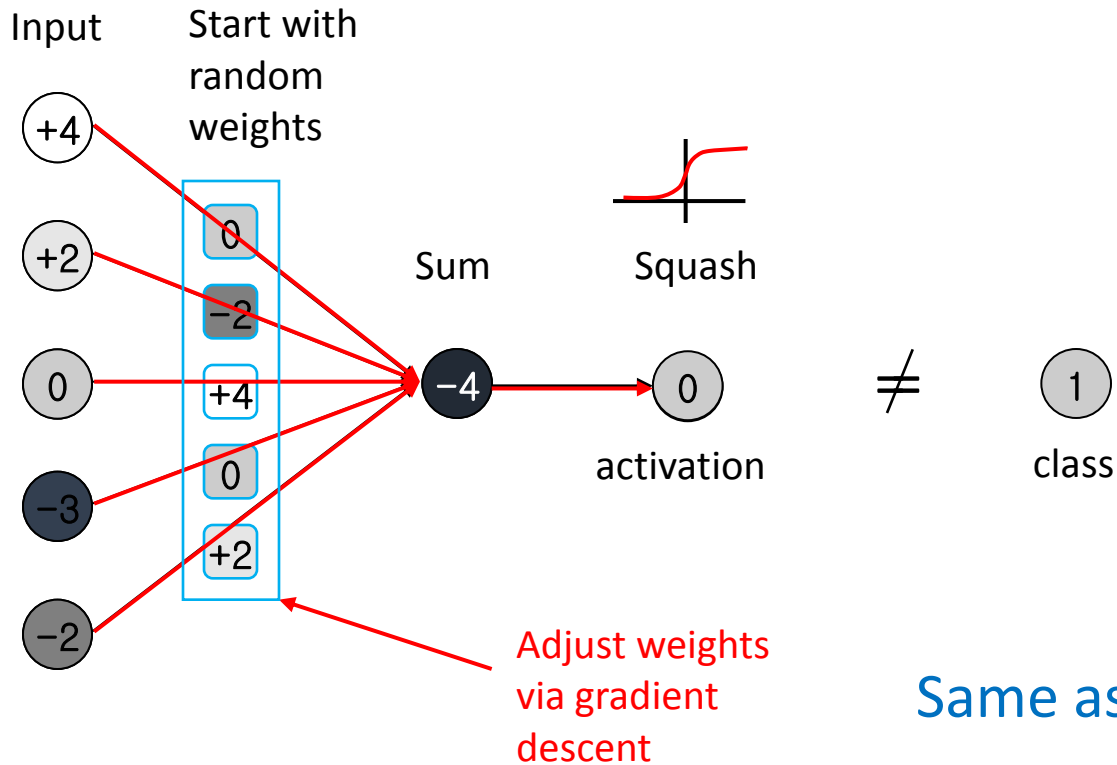 Input
Start with
random
weights
+4
+2
0
−3
−2
0
−2
+4
0
+2
Sum
−4
Squash
0
activation
≠
1
class
Adjust weights
via gradient
descent
Same as